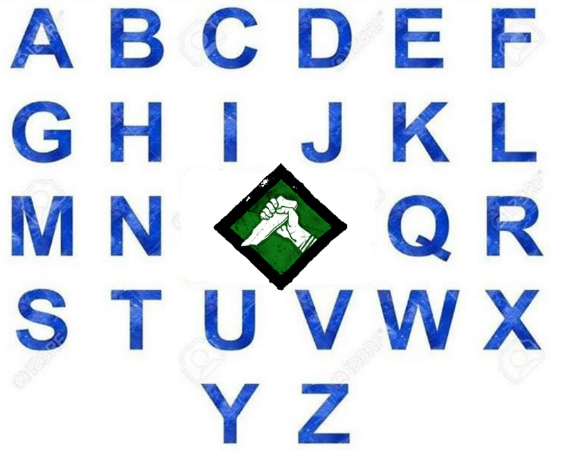 A B C D E F
G H I J K L
M N Q R
S T U V W X
Y Z